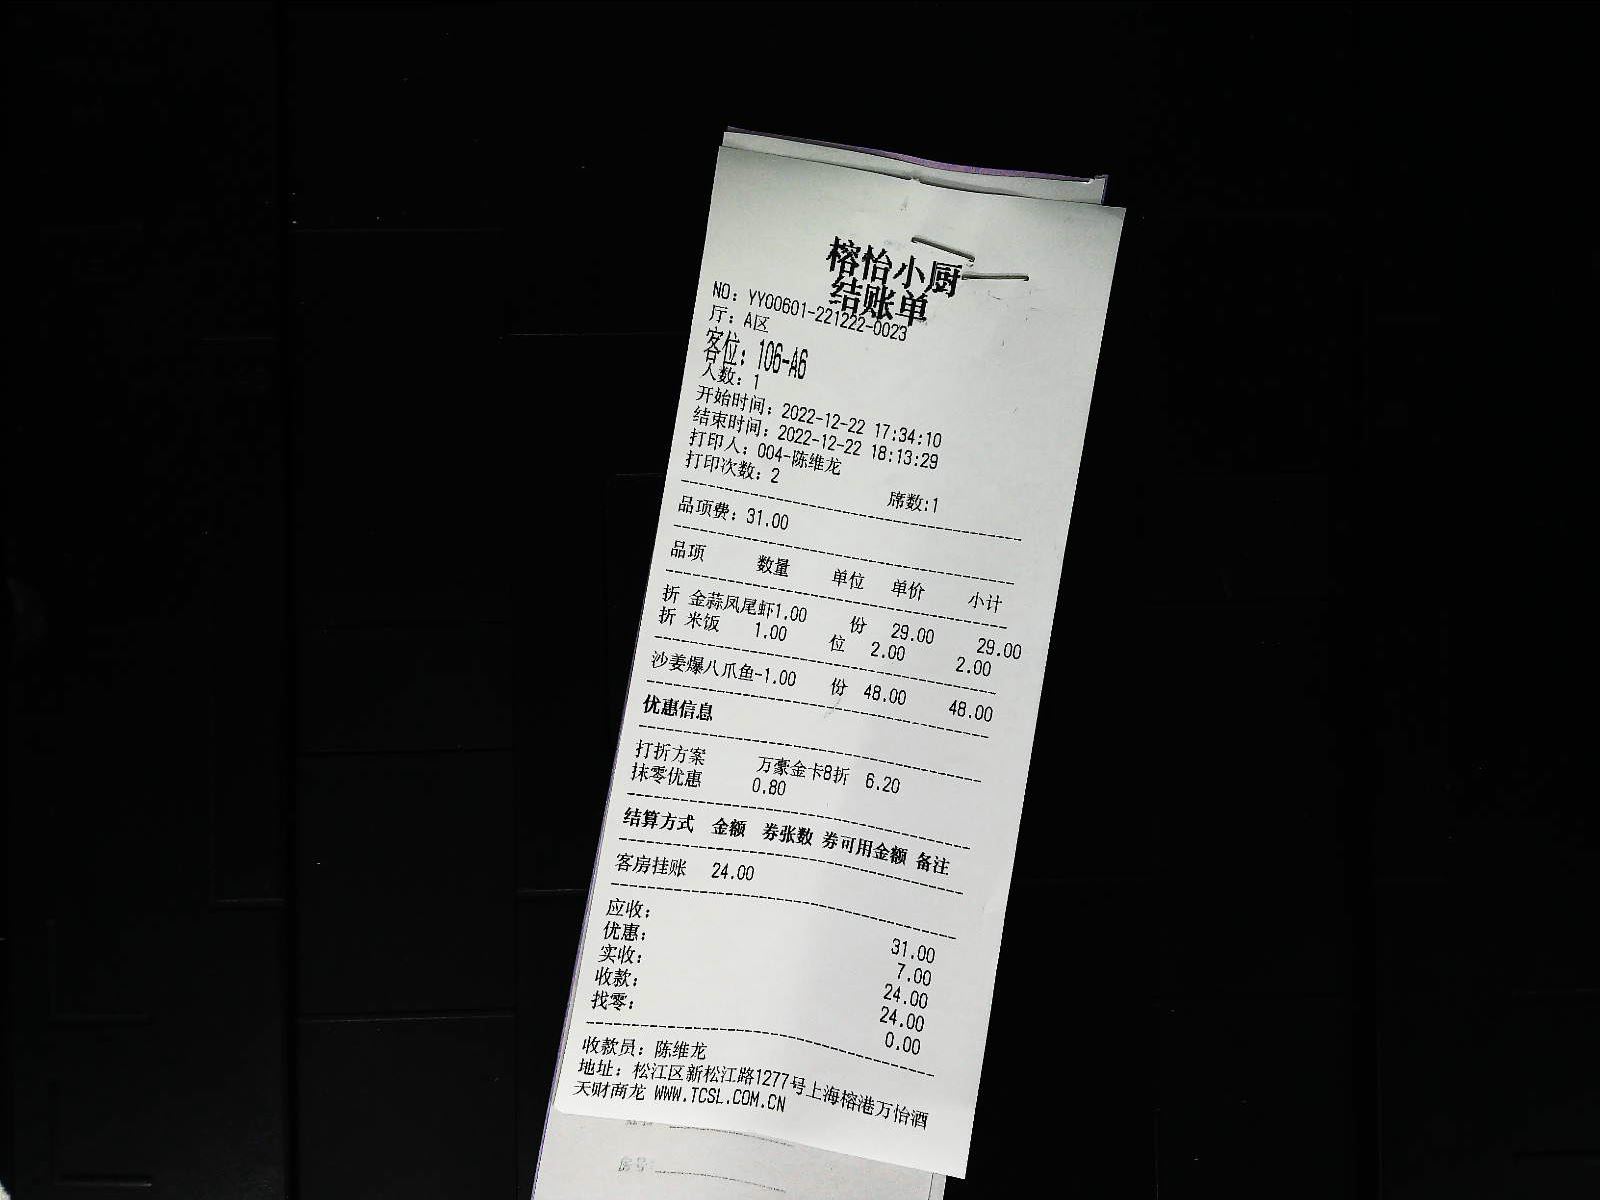 榕怡小厨
结账单
NO: YY00601-221222-0023
厅: A区
客位: 106-A6
人数: 1
开始时间: 2022-12-22 17:34:10
结束时间: 2022-12-22 18:13:29
打印人: 004-陈维龙
打印次数: 2 席数:1
品项费: 31.00
品项 数量 单位 单价 小计
折 金蒜凤尾虾1.00 份 29.00 29.00
折 米饭 1.00 位 2.00 2.00
沙姜爆八爪鱼-1.00 份 48.00 48.00
优惠信息
打折方案 万豪金卡8折 6.20
抹零优惠 0.80
结算方式 金额 券张数 券可用金额 备注
客房挂账 24.00
应收: 31.00
优惠: 7.00
实收: 24.00
收款: 24.00
找零: 0.00
收款员: 陈维龙
地址: 松江区新松江路1277号上海榕港万怡酒
天财商龙 WWW.TCSL.COM.CN
房号: